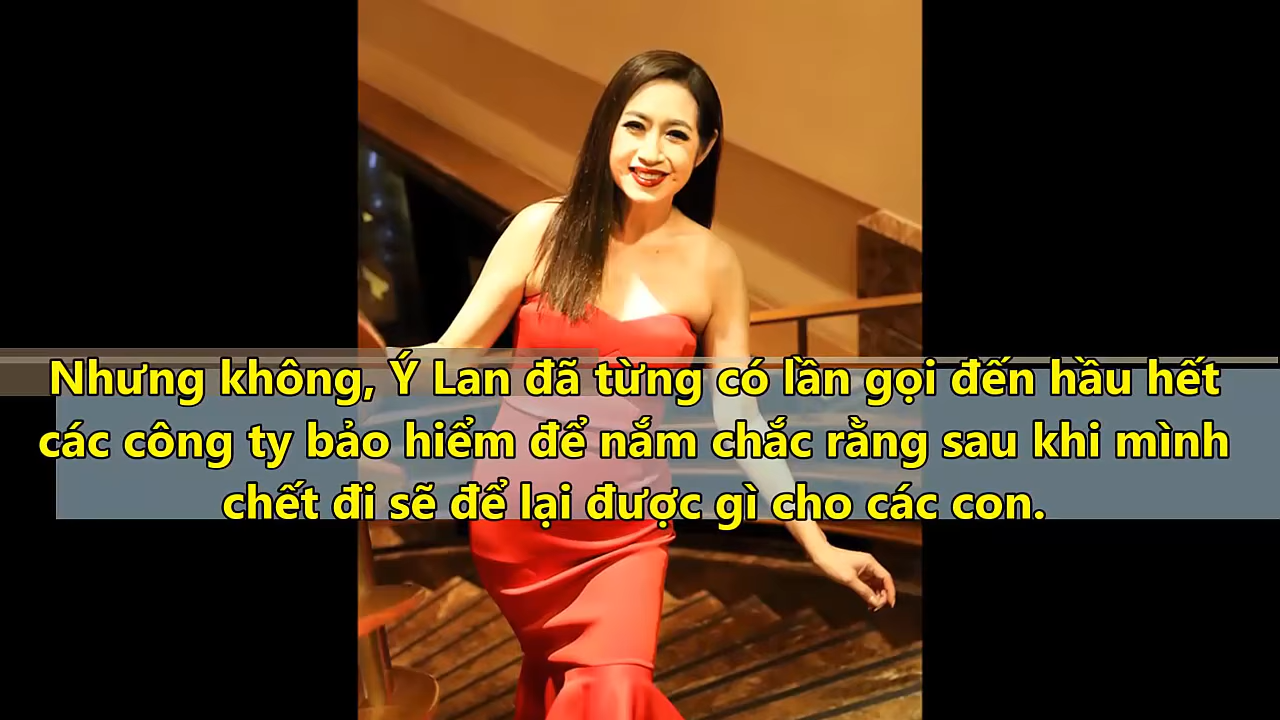 Nhưng không, Ý Lan đã từng có lần gọi đến hầu hết
các công ty bảo hiểm để nắm chắc rằng sau khi mình
chết đi sẽ để lại được gì cho các con.